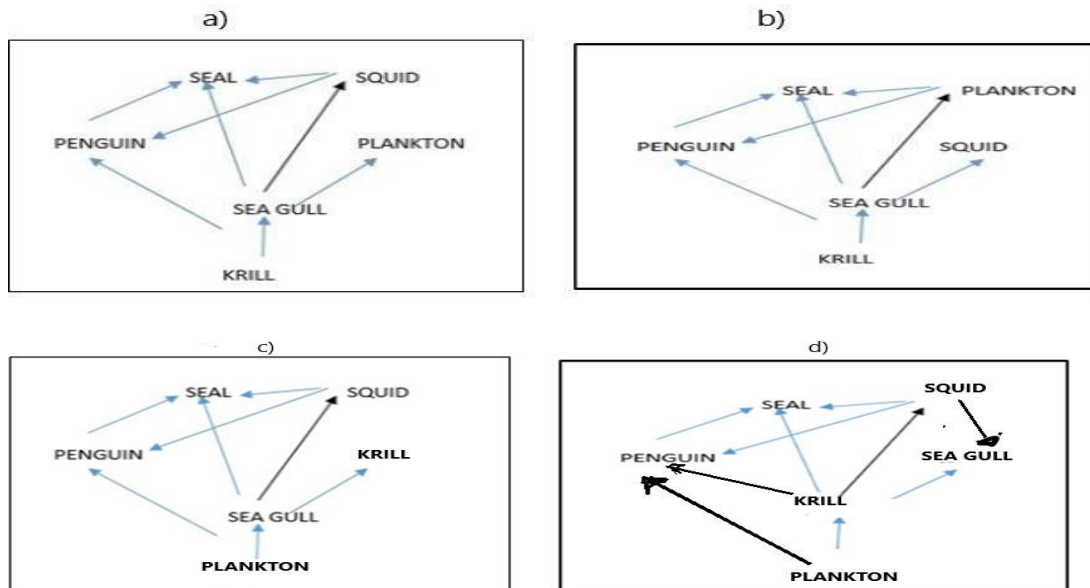 a)
SEAL
SQUID
PENGUIN
PLANKTON
SEA GULL
KRILL
b)
SEAL
PLANKTON
PENGUIN
SQUID
SEA GULL
KRILL
c)
SEAL
SQUID
PENGUIN
KRILL
SEA GULL
PLANKTON
d)
SQUID
SEAL
PENGUIN
SEA GULL
KRILL
PLANKTON